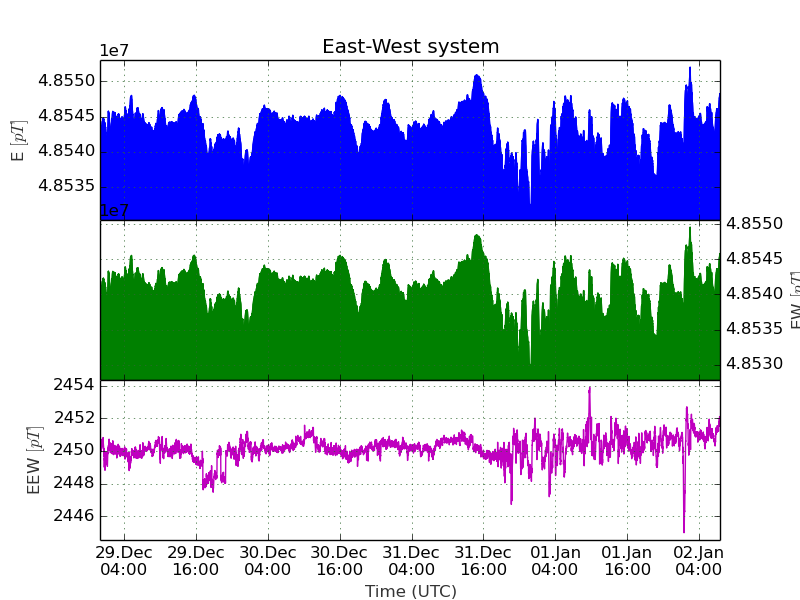 East-West system
1e7
4.8550
4.8545
4.8540
4.8535
E [pT]
1e7
4.8550
4.8545
4.8540
4.8535
4.8530
EW [pT]
2454
2452
2450
2448
2446
EEW [pT]
29.Dec 29.Dec 30.Dec 30.Dec 31.Dec 31.Dec 01.Jan 01.Jan 02.Jan
04:00 16:00 04:00 16:00 04:00 16:00 04:00 16:00 04:00
Time (UTC)